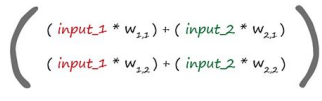 ( input_1 * w1,1 ) + ( input_2 * w2,1 )
( input_1 * w1,2 ) + ( input_2 * w2,2 )